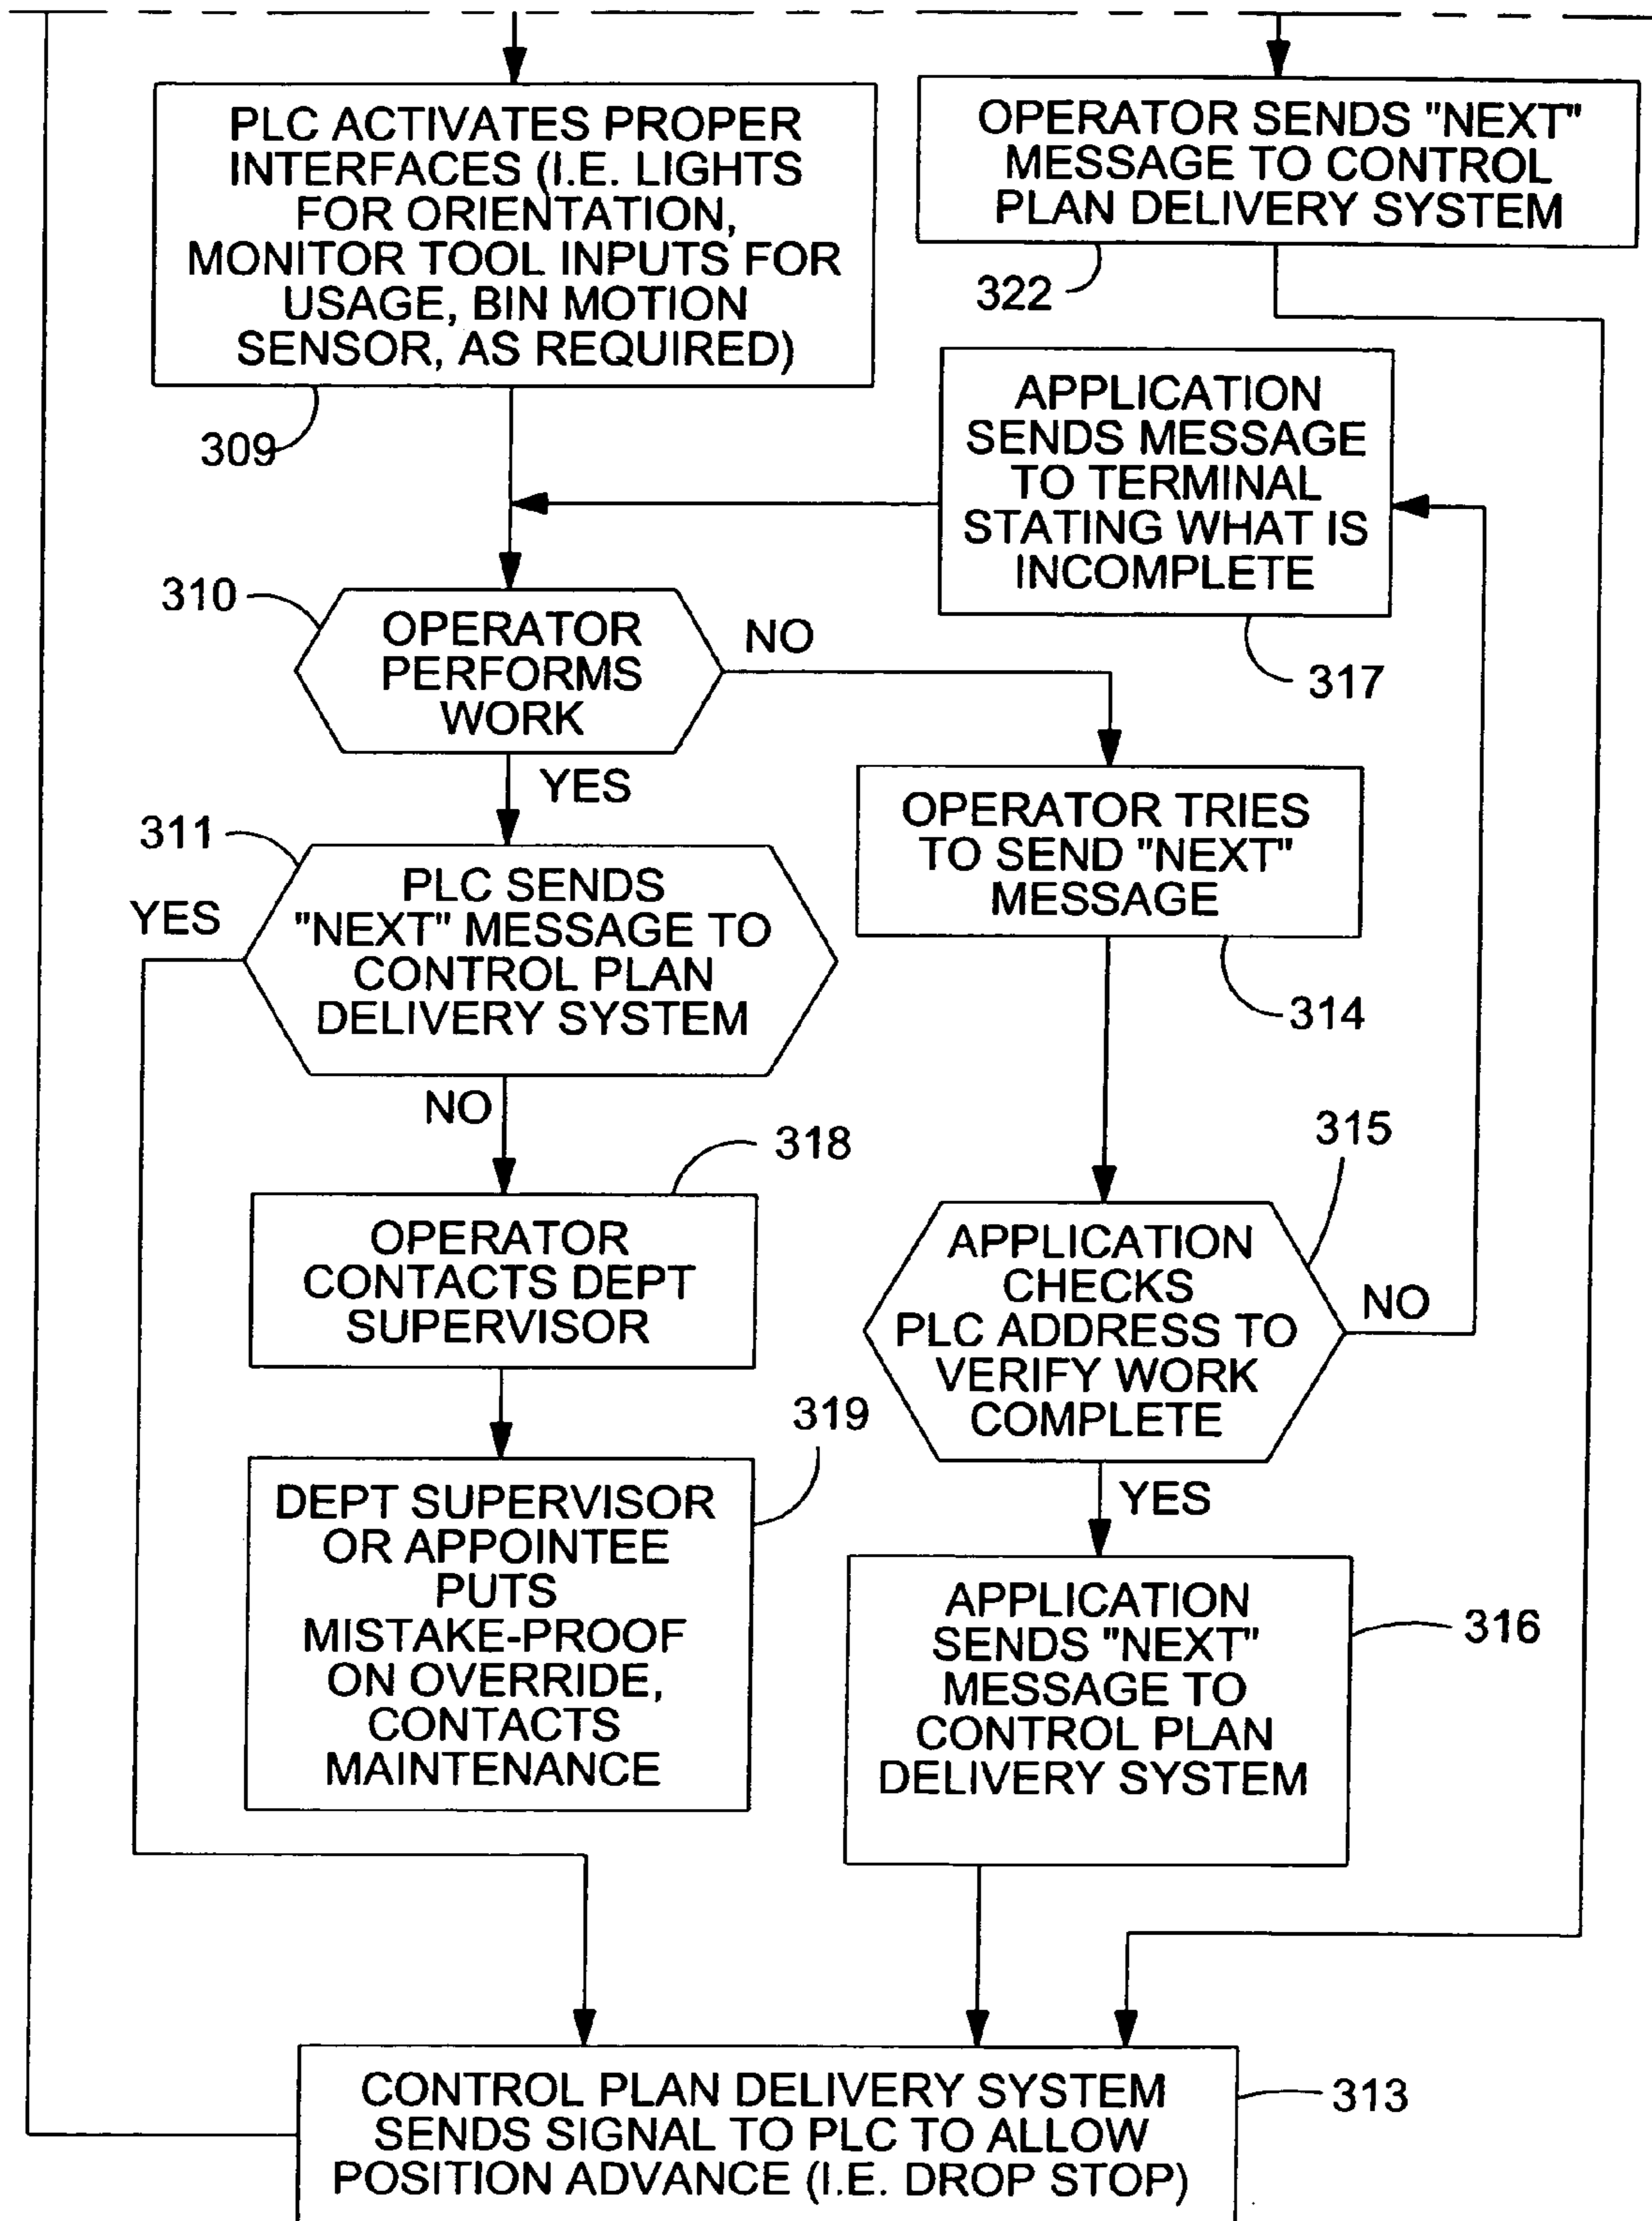 PLC ACTIVATES PROPER
INTERFACES (I.E. LIGHTS
FOR ORIENTATION,
MONITOR TOOL INPUTS FOR
USAGE, BIN MOTION
SENSOR, AS REQUIRED)
309
OPERATOR SENDS "NEXT"
MESSAGE TO CONTROL
PLAN DELIVERY SYSTEM
322
APPLICATION
SENDS MESSAGE
TO TERMINAL
STATING WHAT IS
INCOMPLETE
317
310
OPERATOR
PERFORMS
WORK
NO
YES
OPERATOR TRIES
TO SEND "NEXT"
MESSAGE
314
311
YES
PLC SENDS
"NEXT" MESSAGE TO
CONTROL PLAN
DELIVERY SYSTEM
NO
318
OPERATOR
CONTACTS DEPT
SUPERVISOR
315
APPLICATION
CHECKS
PLC ADDRESS TO
VERIFY WORK
COMPLETE
NO
YES
319
DEPT SUPERVISOR
OR APPOINTEE
PUTS
MISTAKE-PROOF
ON OVERRIDE,
CONTACTS
MAINTENANCE
APPLICATION
SENDS "NEXT"
MESSAGE TO
CONTROL PLAN
DELIVERY SYSTEM
316
CONTROL PLAN DELIVERY SYSTEM
SENDS SIGNAL TO PLC TO ALLOW
POSITION ADVANCE (I.E. DROP STOP)
313